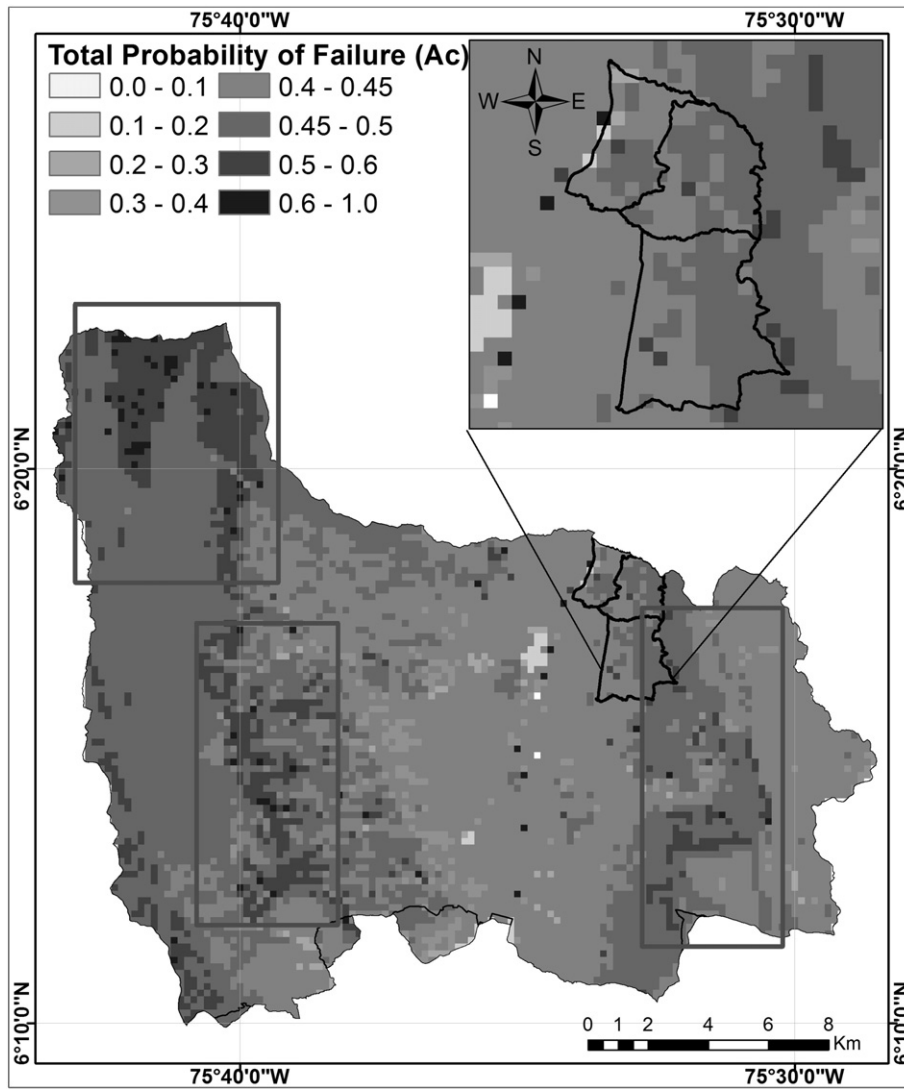 75°40'0"W 75°30'0"W
Total Probability of Failure (Ac)
0.0 - 0.1 0.4 - 0.45
0.1 - 0.2 0.45 - 0.5
0.2 - 0.3 0.5 - 0.6
0.3 - 0.4 0.6 - 1.0
N
W E
S
6°20'0"N 6°20'0"N
6°10'0"N 6°10'0"N
0 1 2 4 6 8
Km
75°40'0"W 75°30'0"W